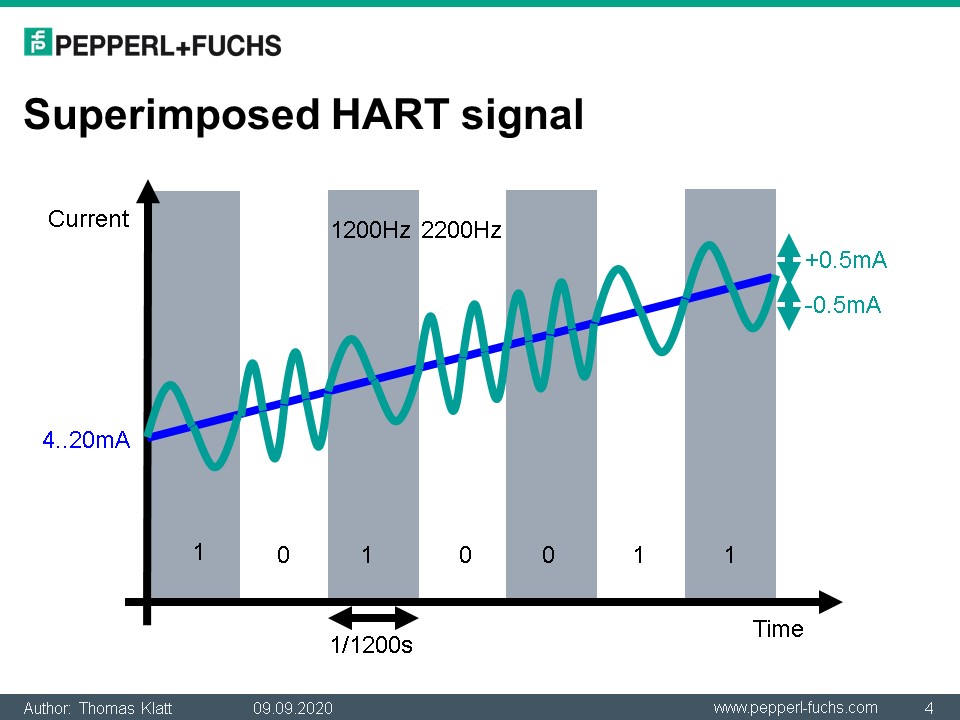 PEPPERL+FUCHS
Superimposed HART signal
Current
1200Hz 2200Hz
+0.5mA
-0.5mA
4..20mA
1 0 1 0 0 1 1
Time
1/1200s
Author: Thomas Klatt 09.09.2020 www.pepperl-fuchs.com 4